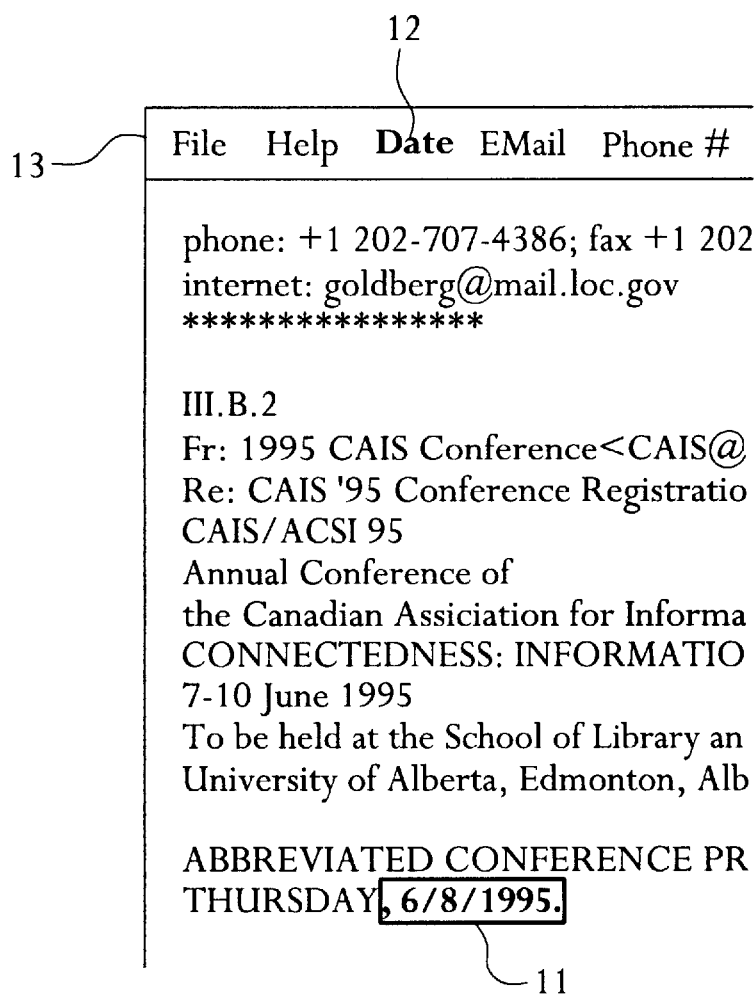 12
13
File Help Date EMail Phone #
phone: +1 202-707-4386; fax +1 202
internet: goldberg@mail.loc.gov
****************
III.B.2
Fr: 1995 CAIS Conference<CAIS@
Re: CAIS '95 Conference Registratio
CAIS/ACSI 95
Annual Conference of
the Canadian Assiciation for Informa
CONNECTEDNESS: INFORMATIO
7-10 June 1995
To be held at the School of Library an
University of Alberta, Edmonton, Alb
ABBREVIATED CONFERENCE PR
THURSDAY, 6/8/1995.
11